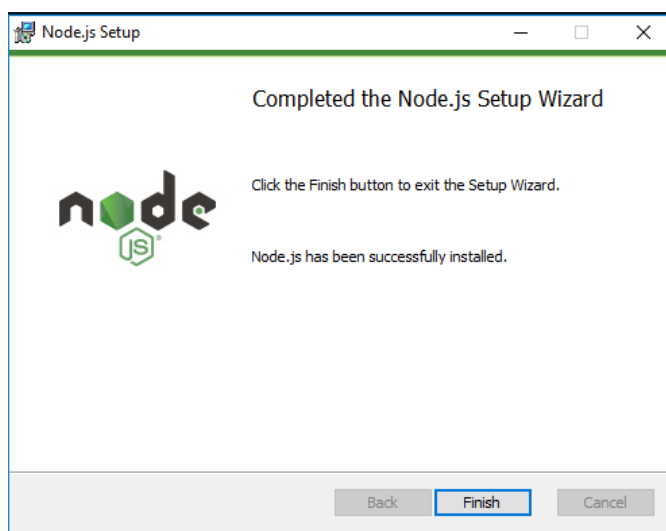 Node.js Setup
Completed the Node.js Setup Wizard
Click the Finish button to exit the Setup Wizard.
node
JS
Node.js has been successfully installed.
Back
Finish
Cancel